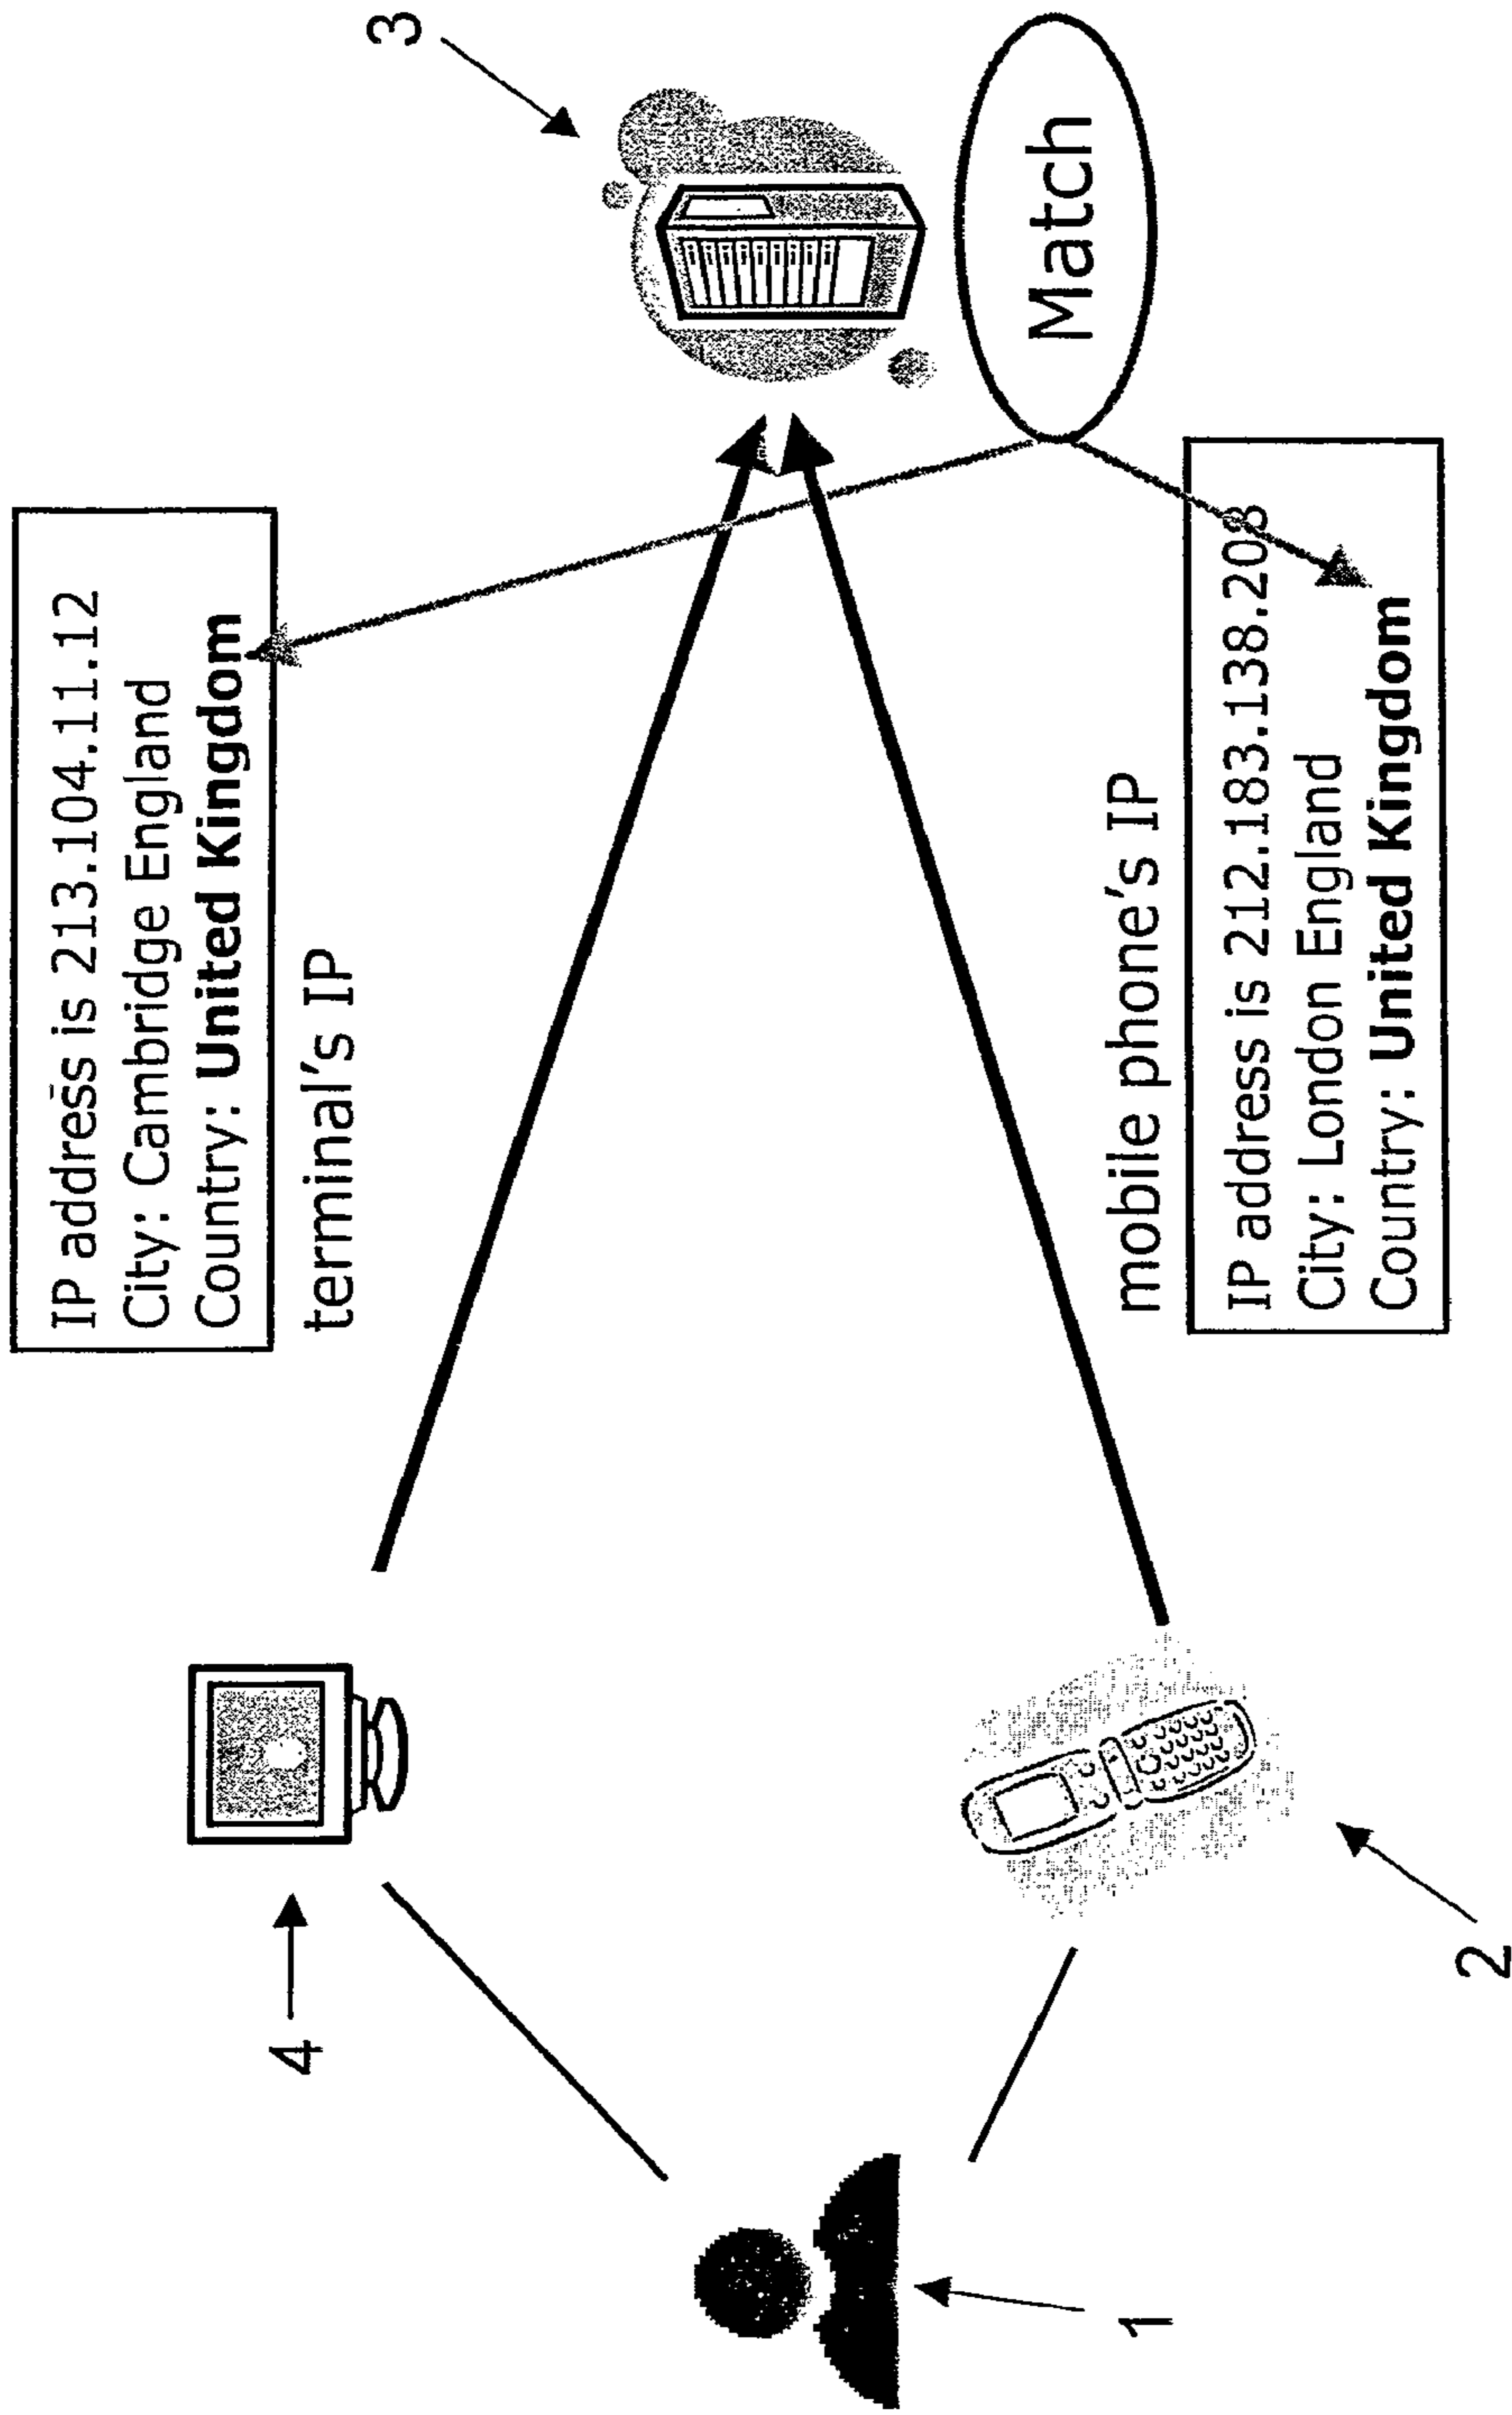 IP address is 213.104.11.12
City: Cambridge England
Country: United Kingdom
terminal's IP
3
4
Match
1
mobile phone's IP
IP address is 212.183.138.208
City: London England
Country: United Kingdom
2